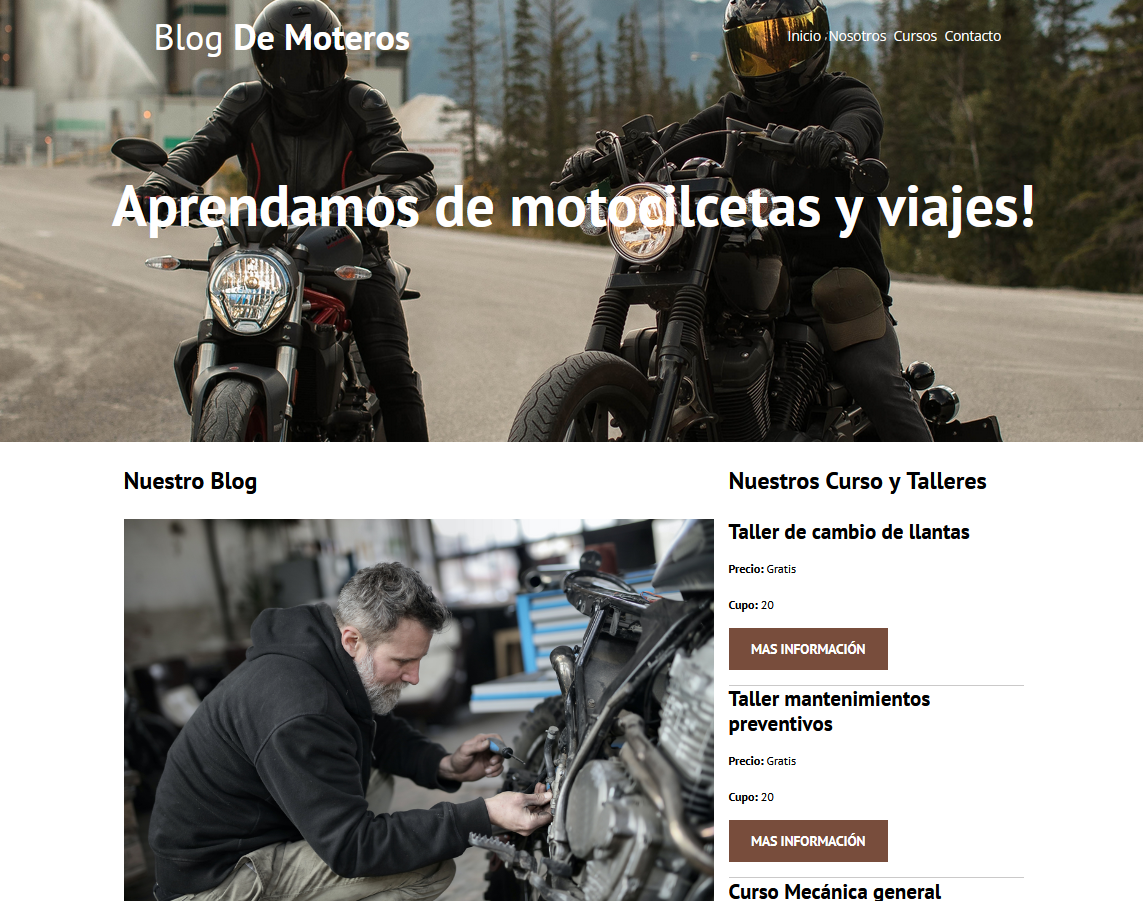 Blog De Moteros
Inicio Nosotros Cursos Contacto
Aprendamos de motocilcetas y viajes!
Nuestro Blog
Nuestros Curso y Talleres
Taller de cambio de llantas
Precio: Gratis
Cupo: 20
MAS INFORMACIÓN
Taller mantenimientos
preventivos
Precio: Gratis
Cupo: 20
MAS INFORMACIÓN
Curso Mecánica general